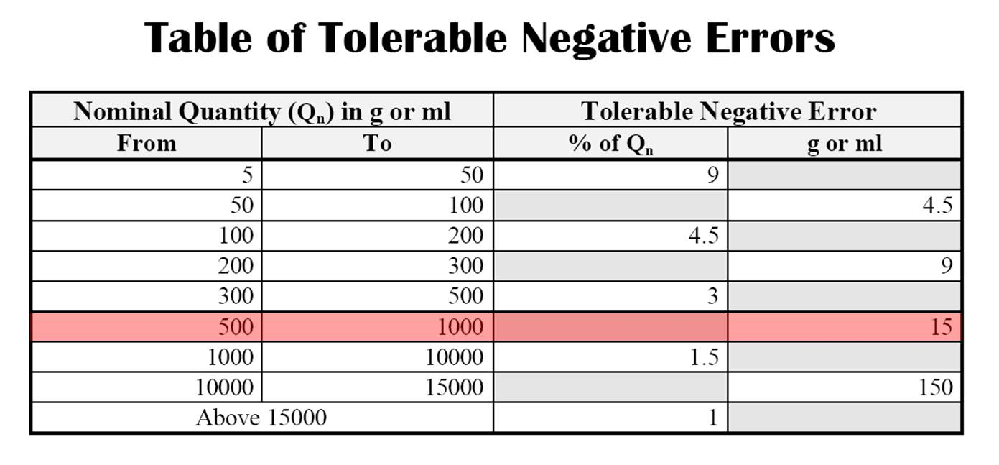 Table of Tolerable Negative Errors
Nominal Quantity (Qn) in g or ml Tolerable Negative Error
From To % of Qn g or ml
5 50 9
50 100 4.5
100 200 4.5
200 300 9
300 500 3
500 1000 15
1000 10000 1.5
10000 15000 150
Above 15000 1